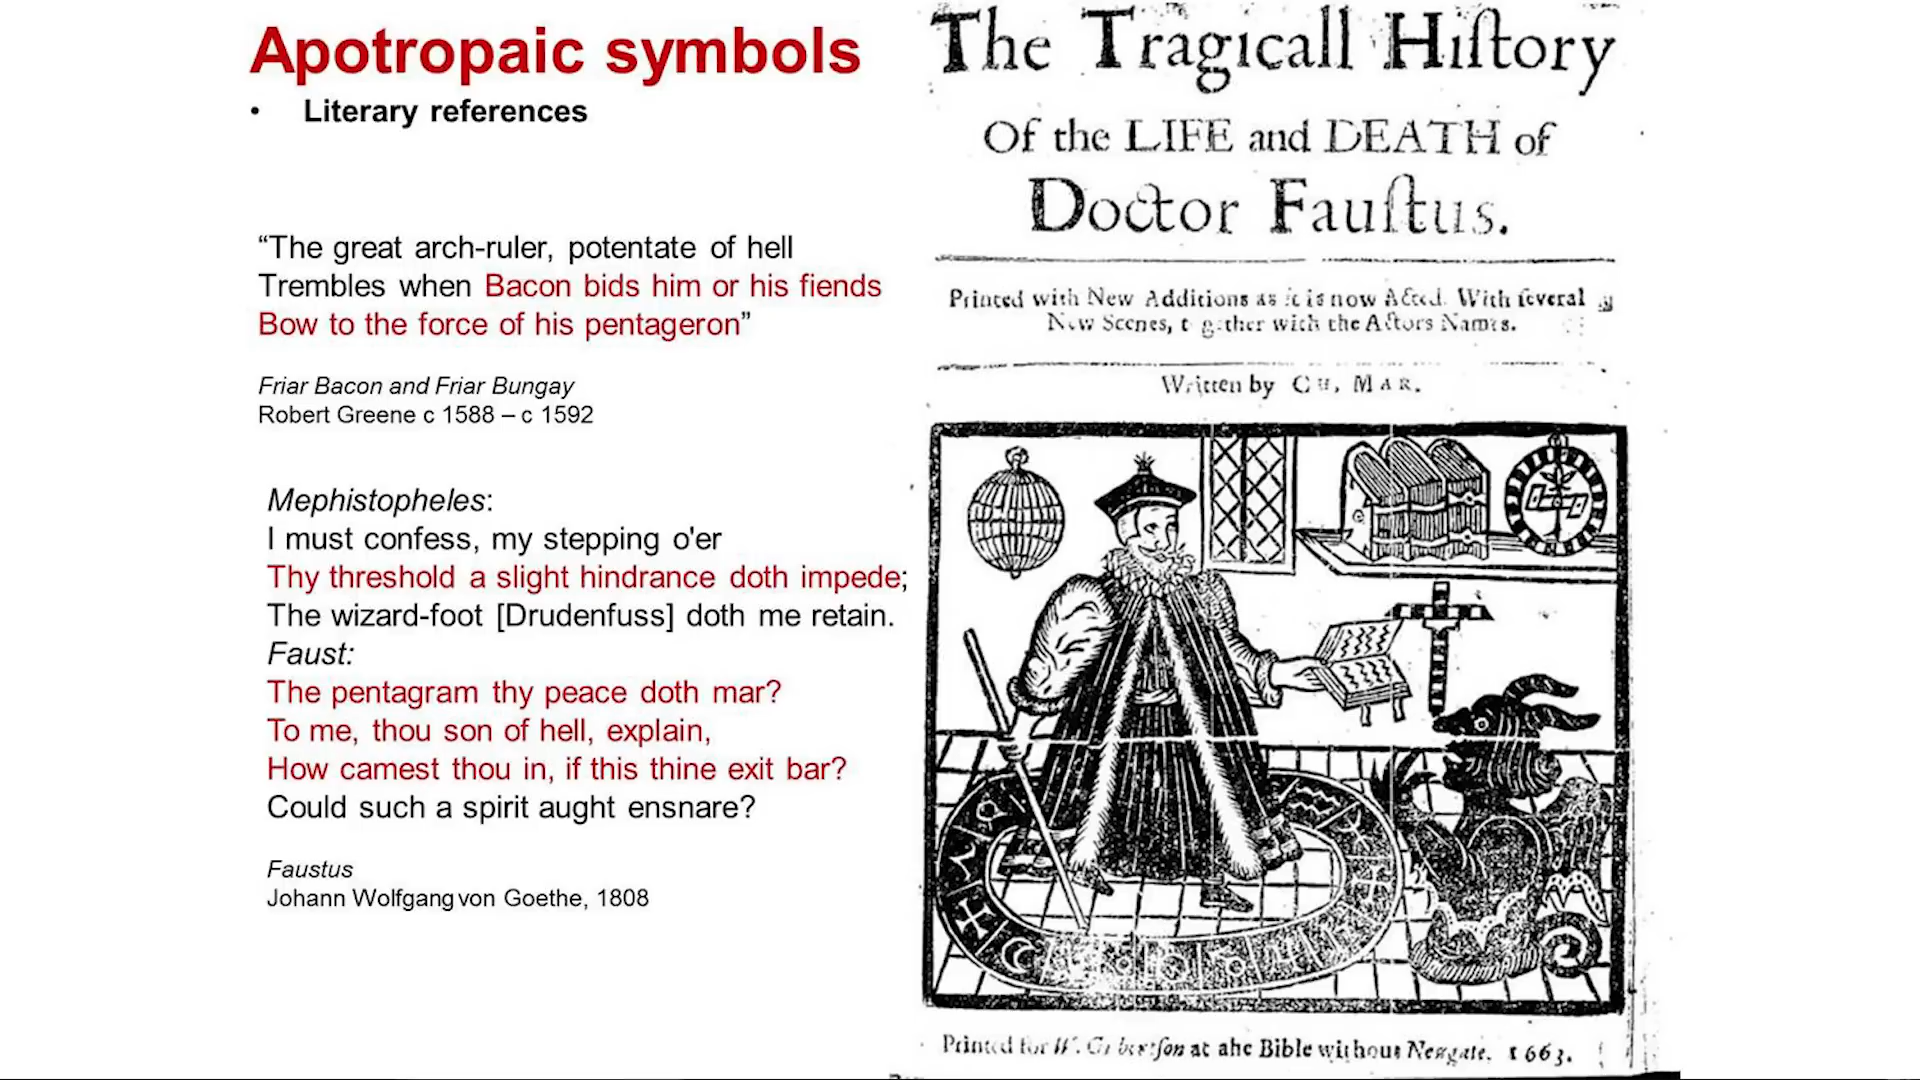 Apotropaic symbols
• Literary references
“The great arch-ruler, potentate of hell
Trembles when Bacon bids him or his fiends
Bow to the force of his pentageron”
Friar Bacon and Friar Bungay
Robert Greene c 1588 – c 1592
Mephistopheles:
I must confess, my stepping o'er
Thy threshold a slight hindrance doth impede;
The wizard-foot [Drudenfuss] doth me retain.
Faust:
The pentagram thy peace doth mar?
To me, thou son of hell, explain,
How camest thou in, if this thine exit bar?
Could such a spirit aught ensnare?
Faustus
Johann Wolfgang von Goethe, 1808
The Tragicall Hiſtory
Of the LIFE and DEATH of
Doctor Fauſtus.
Printed with New Additions as it is now Acted. With ſeveral
New Scenes, together with the Actors Names.
Written by CH. MAR.
Printed for W. Gilbertſon at the Bible without Newgate. 1663.